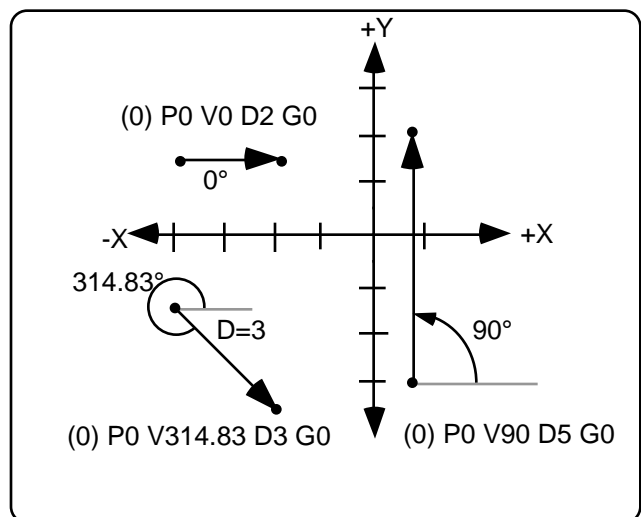 +Y
(0) P0 V0 D2 G0
0°
-X
+X
314.83°
D=3
90°
(0) P0 V314.83 D3 G0
(0) P0 V90 D5 G0